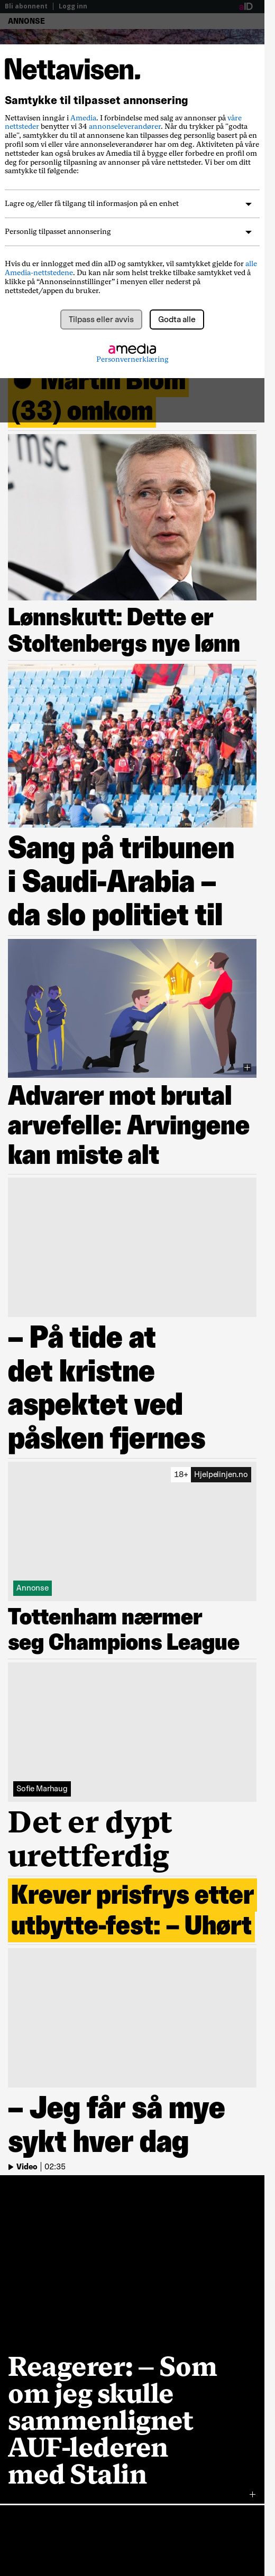 Bli abonnent | Logg inn
aID
ANNONSE
Nettavisen.
Samtykke til tilpasset annonsering
Nettavisen inngår i Amedia. I forbindelse med salg av annonser på våre
nettsteder benytter vi 34 annonseleverandører. Når du trykker på "godta
alle", samtykker du til at annonsene kan tilpasses deg personlig basert på en
profil som vi eller våre annonseleverandører har om deg. Aktiviteten på våre
nettsteder kan også brukes av Amedia til å bygge eller forbedre en profil om
deg for personlig tilpasning av annonser på våre nettsteder. Vi ber om ditt
samtykke til følgende:
Lagre og/eller få tilgang til informasjon på en enhet
Personlig tilpasset annonsering
Hvis du er innlogget med din aID og samtykker, vil samtykket gjelde for alle
Amedia-nettstedene. Du kan når som helst trekke tilbake samtykket ved å
klikke på “Annonseinnstillinger” i menyen eller nederst på
nettstedet/appen du bruker.
Tilpass eller avvis
Godta alle
amedia
Personvernerklæring
Martin Blom
(33) omkom
msc
Lønnskutt: Dette er
Stoltenbergs nye lønn
Sang på tribunen
i Saudi-Arabia –
da slo politiet til
Advarer mot brutal
arvefelle: Arvingene
kan miste alt
– På tide at
det kristne
aspektet ved
påsken fjernes
18+ Hjelpelinjen.no
Annonse
Tottenham nærmer
seg Champions League
Sofie Marhaug
Det er dypt
urettferdig
Krever prisfrys etter
utbytte-fest: – Uhørt
– Jeg får så mye
sykt hver dag
Video | 02:35
Reagerer: – Som
om jeg skulle
sammenlignet
AUF-lederen
med Stalin